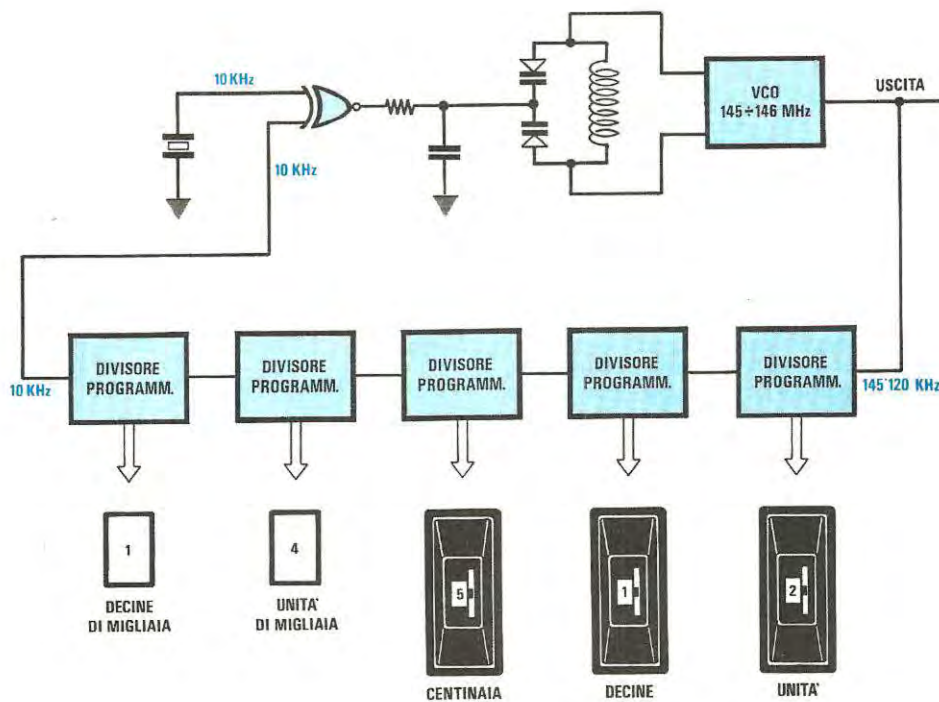 10 KHz
10 KHz
VCO
145÷146 MHz
USCITA
DIVISORE
PROGRAMM.
DIVISORE
PROGRAMM.
DIVISORE
PROGRAMM.
DIVISORE
PROGRAMM.
DIVISORE
PROGRAMM.
10 KHz
145'120 KHz
1
4
5
1
2
DECINE
DI MIGLIAIA
UNITA'
DI MIGLIAIA
CENTINAIA
DECINE
UNITA'